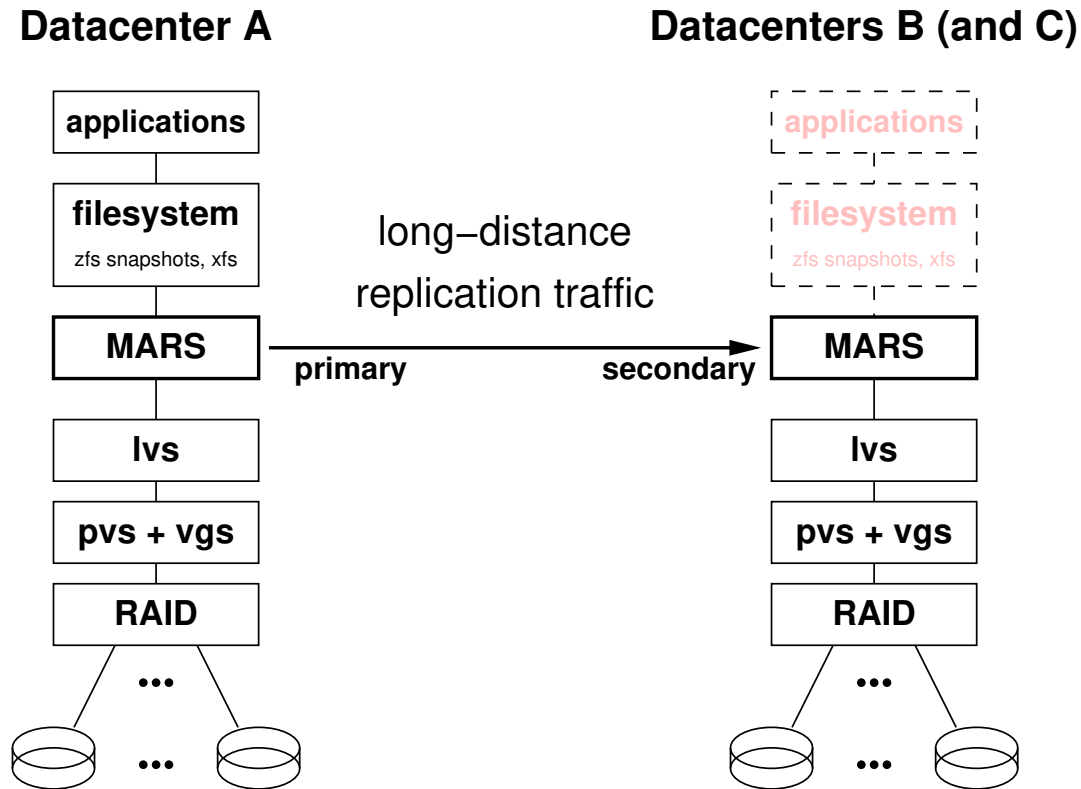 Datacenter A
Datacenters B (and C)
applications
filesystem
zfs snapshots, xfs
MARS
lvs
pvs + vgs
RAID
...
...
long−distance
replication traffic
primary
secondary
applications
filesystem
zfs snapshots, xfs
MARS
lvs
pvs + vgs
RAID
...
...